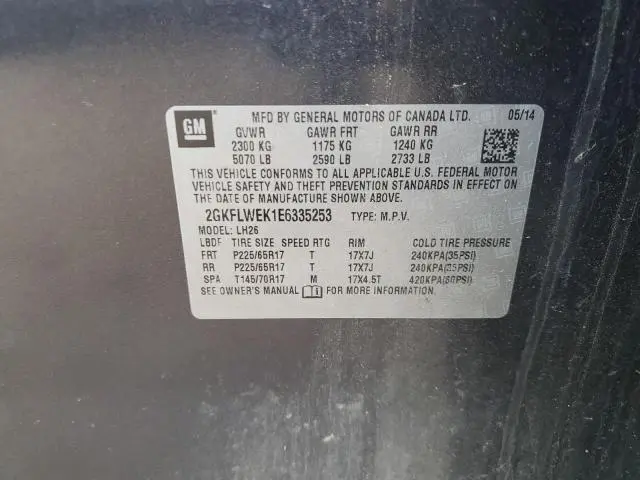 GM MFD BY GENERAL MOTORS OF CANADA LTD. 05/14
GVWR GAWR FRT GAWR RR
2300 KG 1175 KG 1240 KG
5070 LB 2590 LB 2733 LB
THIS VEHICLE CONFORMS TO ALL APPLICABLE U.S. FEDERAL MOTOR
VEHICLE SAFETY AND THEFT PREVENTION STANDARDS IN EFFECT ON
THE DATE OF MANUFACTURE SHOWN ABOVE.
2GKFLWEK1E6335253 TYPE: M.P.V.
MODEL: LH26
LBDF TIRE SIZE SPEED RTG RIM COLD TIRE PRESSURE
FRT P225/65R17 T 17X7J 240KPA(35PSI)
RR P225/65R17 T 17X7J 240KPA(35PSI)
SPA T145/70R17 M 17X4.5T 420KPA(60PSI)
SEE OWNER'S MANUAL i FOR MORE INFORMATION.